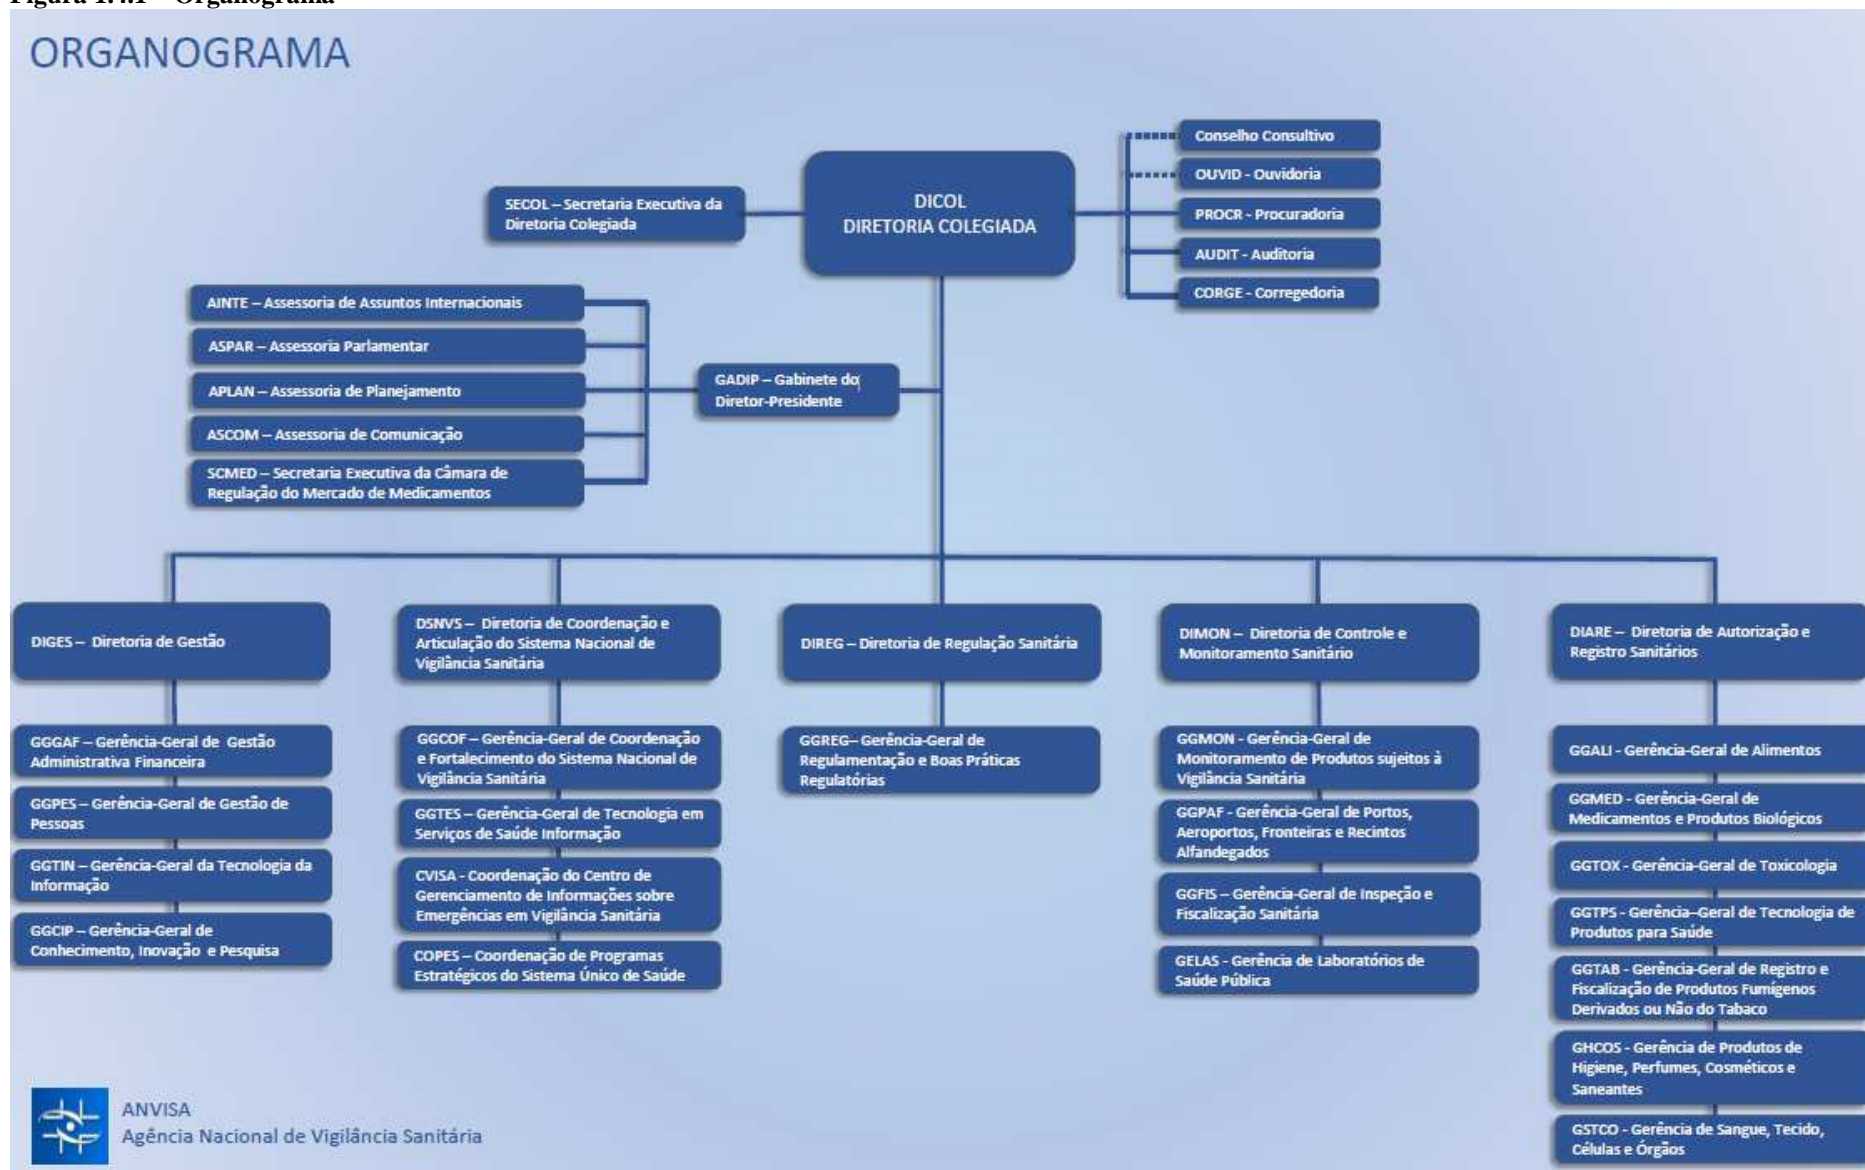 Figura 1.4.1 – Organograma
ORGANOGRAMA
Conselho Consultivo
OUVID - Ouvidoria
PROCR - Procuradoria
AUDIT - Auditoria
CORGE - Corregedoria
DICOL
DIRETORIA COLEGIADA
SECOL – Secretaria Executiva da
Diretoria Colegiada
AINTE – Assessoria de Assuntos Internacionais
ASPAR – Assessoria Parlamentar
APLAN – Assessoria de Planejamento
ASCOM – Assessoria de Comunicação
SCMED – Secretaria Executiva da Câmara de
Regulação do Mercado de Medicamentos
GADIP – Gabinete do
Diretor-Presidente
DIGES – Diretoria de Gestão
GGGAF – Gerência-Geral de Gestão
Administrativa Financeira
GGPES – Gerência-Geral de Gestão de
Pessoas
GGTIN – Gerência-Geral da Tecnologia da
Informação
GGCIP – Gerência-Geral de
Conhecimento, Inovação e Pesquisa
DSNVS – Diretoria de Coordenação e
Articulação do Sistema Nacional de
Vigilância Sanitária
GGCOF – Gerência-Geral de Coordenação
e Fortalecimento do Sistema Nacional de
Vigilância Sanitária
GGTES – Gerência-Geral de Tecnologia em
Serviços de Saúde Informação
CVISA - Coordenação do Centro de
Gerenciamento de Informações sobre
Emergências em Vigilância Sanitária
COPES – Coordenação de Programas
Estratégicos do Sistema Único de Saúde
DIREG – Diretoria de Regulação Sanitária
GGREG– Gerência-Geral de
Regulamentação e Boas Práticas
Regulatórias
DIMON – Diretoria de Controle e
Monitoramento Sanitário
GGMON - Gerência-Geral de
Monitoramento de Produtos sujeitos à
Vigilância Sanitária
GGPAF - Gerência-Geral de Portos,
Aeroportos, Fronteiras e Recintos
Alfandegados
GGFIS – Gerência-Geral de Inspeção e
Fiscalização Sanitária
GELAS - Gerência de Laboratórios de
Saúde Pública
DIARE – Diretoria de Autorização e
Registro Sanitários
GGALI - Gerência-Geral de Alimentos
GGMED - Gerência-Geral de
Medicamentos e Produtos Biológicos
GGTOX - Gerência-Geral de Toxicologia
GGTPS - Gerência–Geral de Tecnologia de
Produtos para Saúde
GGTAB - Gerência-Geral de Registro e
Fiscalização de Produtos Fumígenos
Derivados ou Não do Tabaco
GHCOS - Gerência de Produtos de
Higiene, Perfumes, Cosméticos e
Saneantes
GSTCO - Gerência de Sangue, Tecido,
Células e Órgãos
ANVISA
Agência Nacional de Vigilância Sanitária